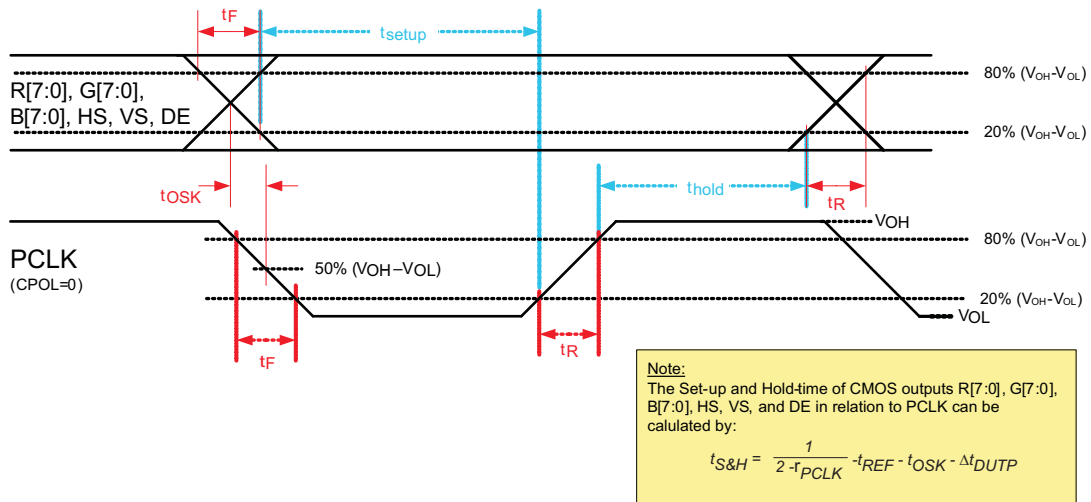 tF
tsetup
R[7:0], G[7:0],
B[7:0], HS, VS, DE
80% (VOH-VOL)
20% (VOH-VOL)
tOSK
thold
tR
VOH
PCLK
(CPOL=0)
80% (VOH-VOL)
50% (VOH–VOL)
20% (VOH-VOL)
VOL
tF
tR
Note:
The Set-up and Hold-time of CMOS outputs R[7:0], G[7:0],
B[7:0], HS, VS, and DE in relation to PCLK can be
calulated by:
tS&H = 1 / 2 -rPCLK -tREF - tOSK - ΔtDUTP